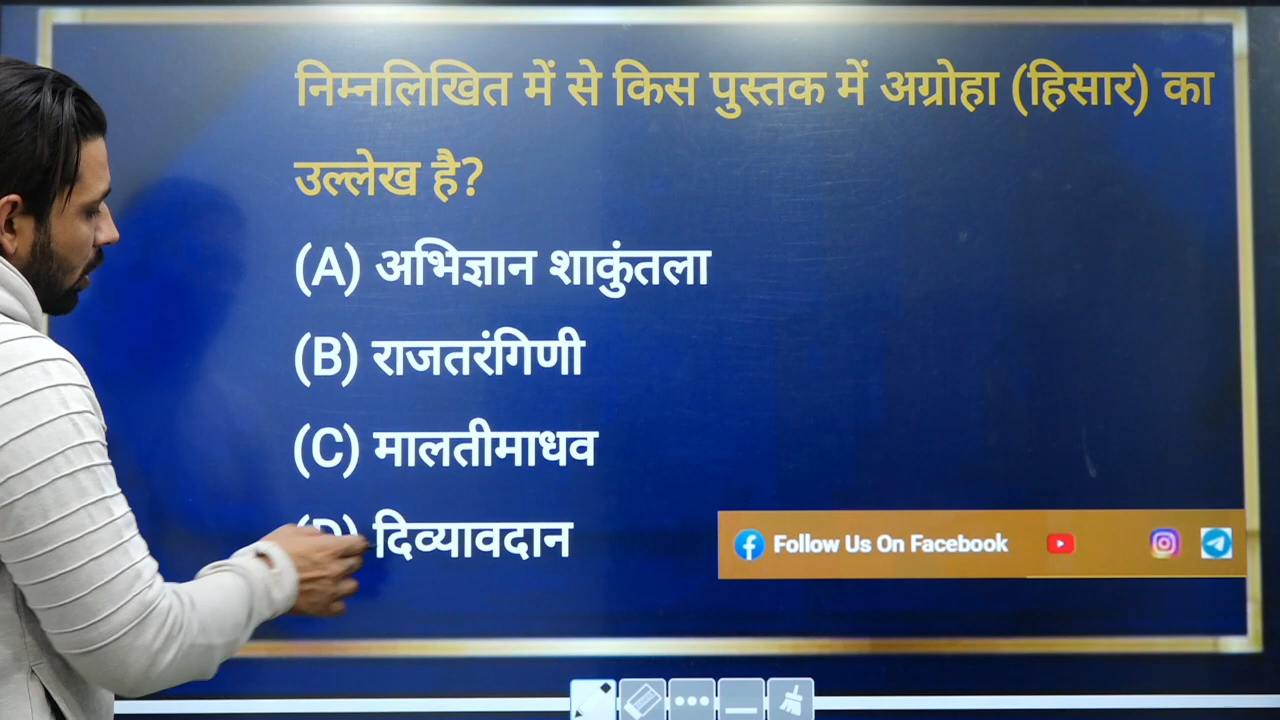 निम्नलिखित में से किस पुस्तक में अग्रोहा (हिसार) का
उल्लेख है?
(A) अभिज्ञान शाकुंतला
(B) राजतरंगिणी
(C) मालतीमाधव
(D) दिव्यावदान
Follow Us On Facebook